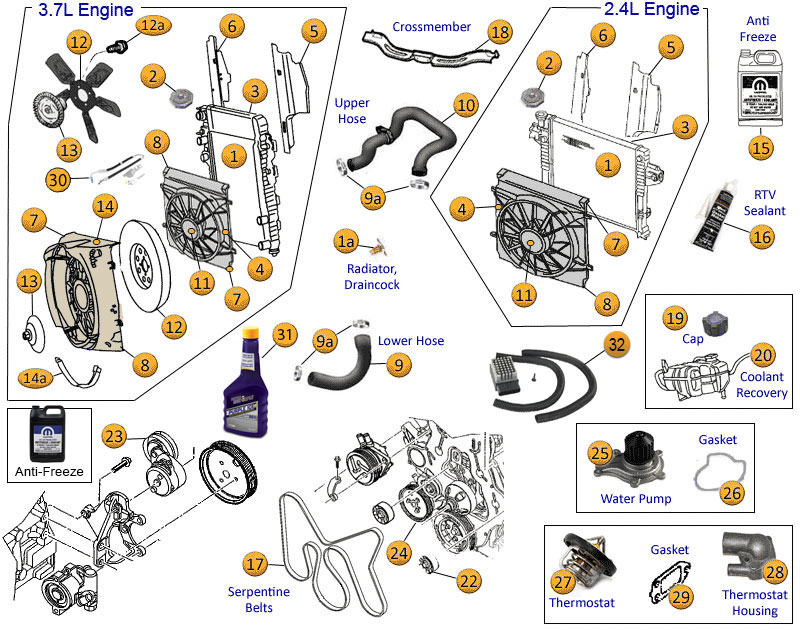 3.7L Engine
2.4L Engine
12
12a
6
5
2
3
1
13
8
30
7
14
11
4
7
13
12
8
14a
Crossmember
18
Upper
Hose
10
9a
1a
Radiator,
Draincock
6
5
2
3
1
4
7
11
8
Anti
Freeze
15
RTV
Sealant
16
31
PURPLE ICE
9a
Lower Hose
9
32
19
Cap
20
Coolant
Recovery
Anti-Freeze
23
17
Serpentine
Belts
24
22
25
Gasket
26
Water Pump
27
Thermostat
Gasket
29
28
Thermostat
Housing